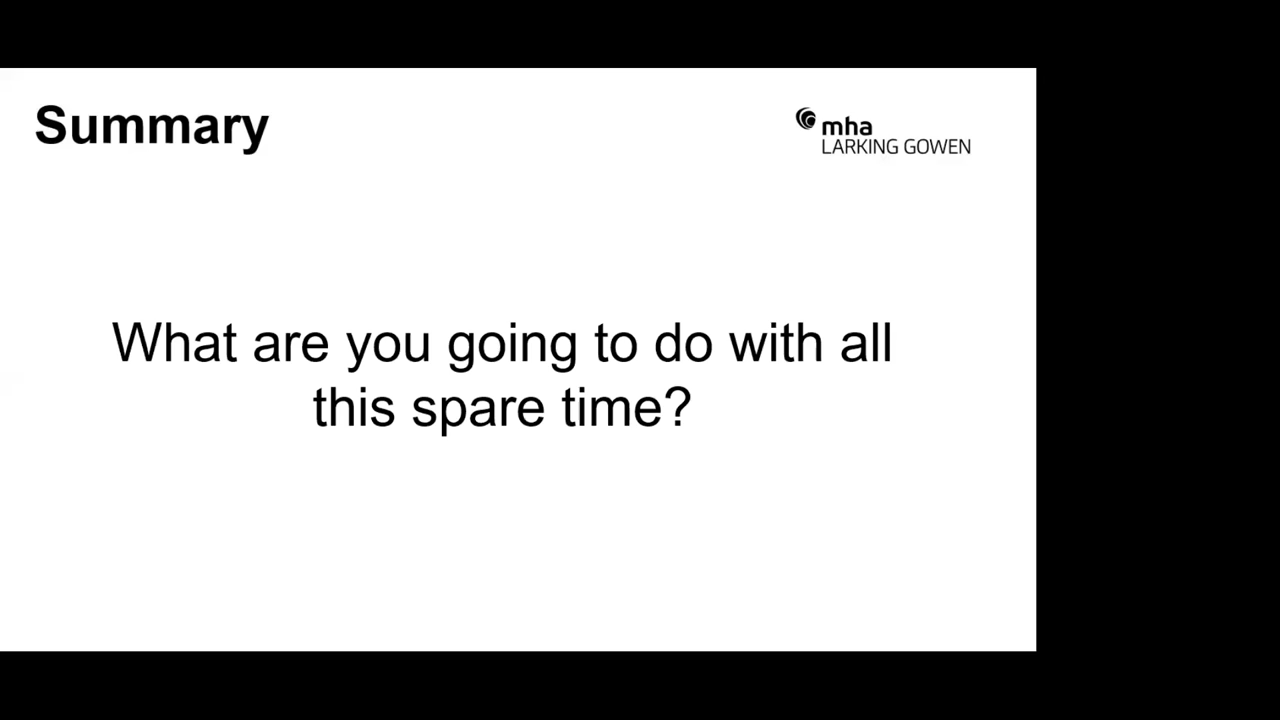 Summary
mha
LARKING GOWEN
What are you going to do with all
this spare time?